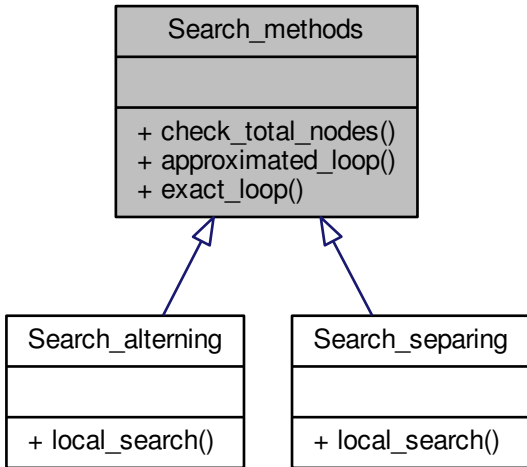 Search_methods
+ check_total_nodes()
+ approximated_loop()
+ exact_loop()
Search_alterning
+ local_search()
Search_separing
+ local_search()